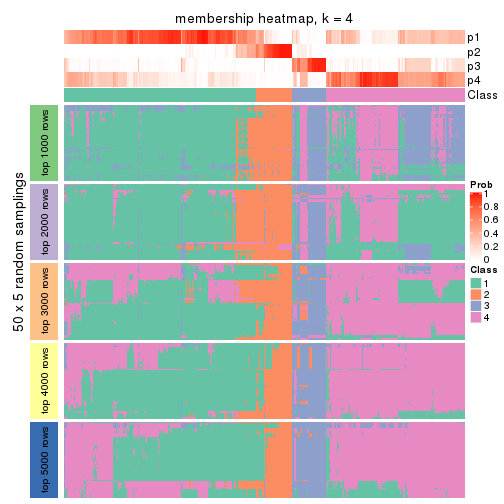 membership heatmap, k = 4
p1
p2
p3
p4
Class
50 x 5 random samplings
top 1000 rows
top 2000 rows
top 3000 rows
top 4000 rows
top 5000 rows
Prob
1
0.8
0.6
0.4
0.2
0
Class
1
2
3
4